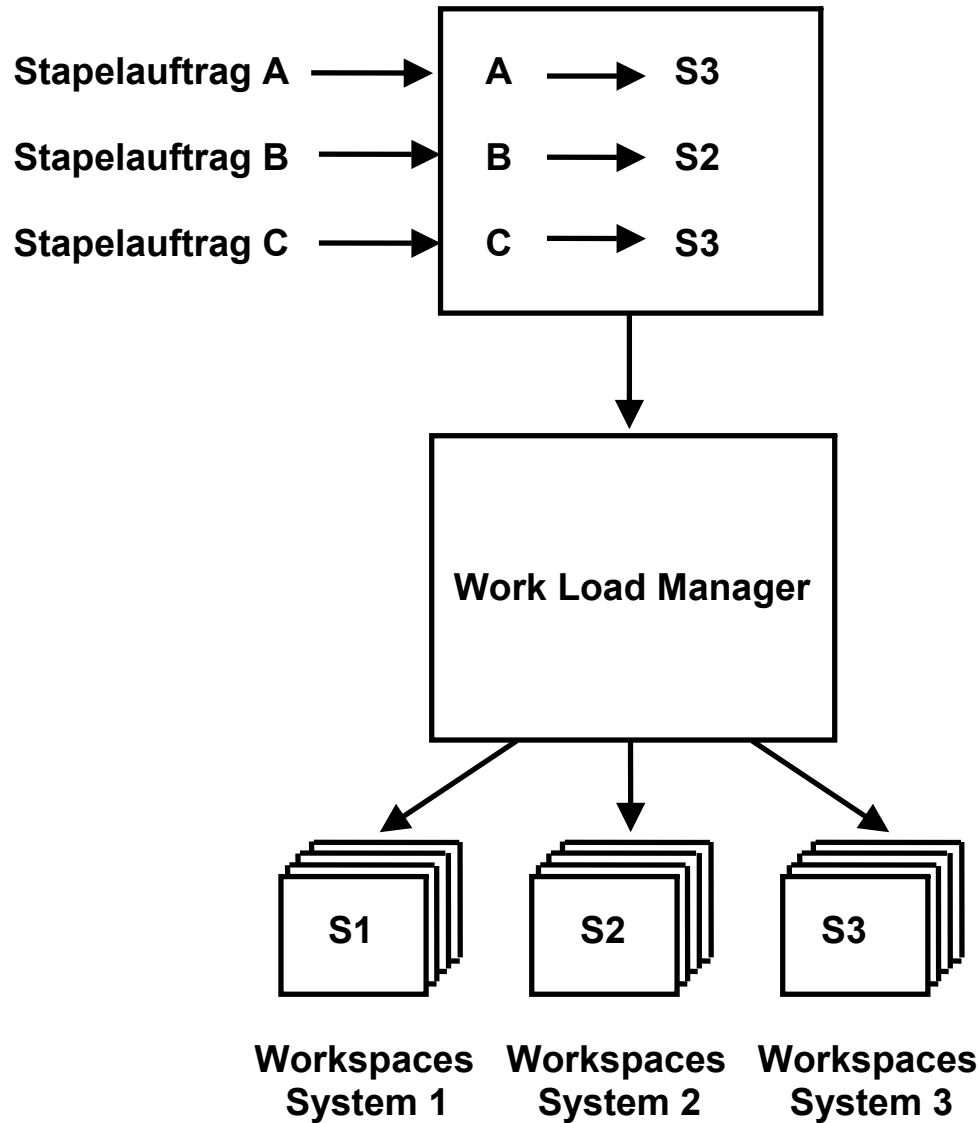 Stapelauftrag A A S3
Stapelauftrag B B S2
Stapelauftrag C C S3
Work Load Manager
S1 S2 S3
Workspaces Workspaces Workspaces
System 1 System 2 System 3